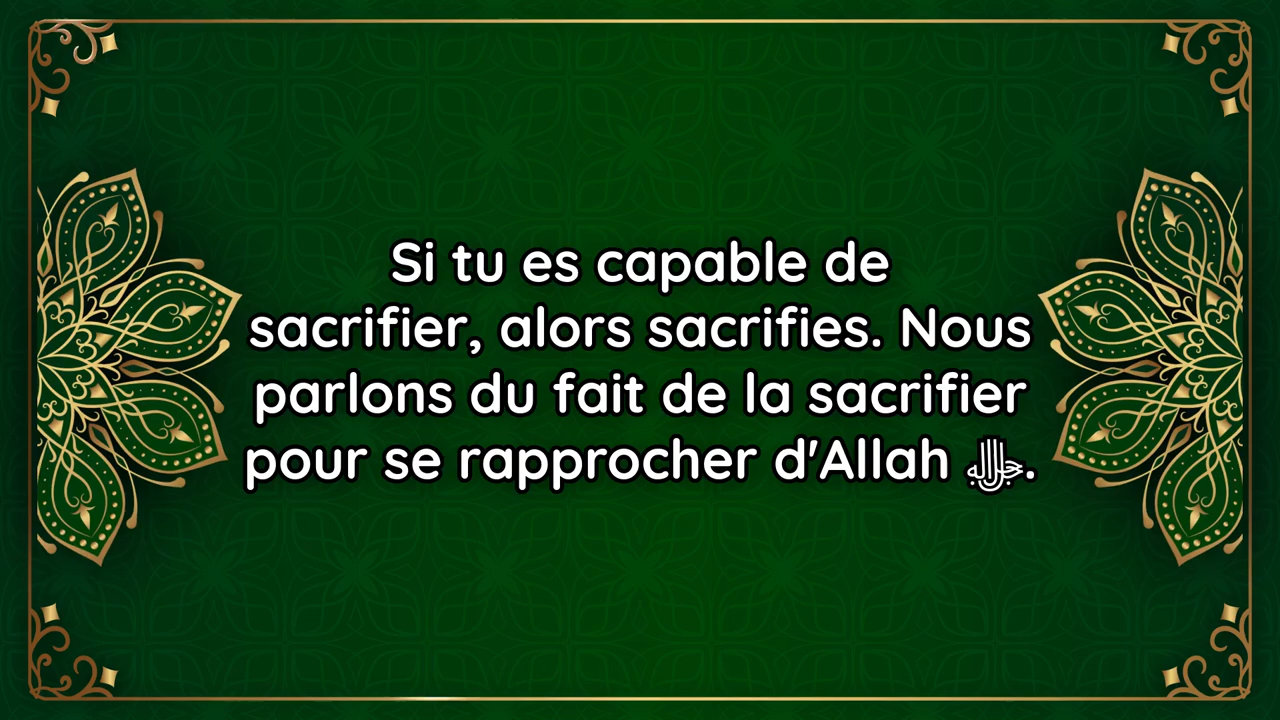 Si tu es capable de
sacrifier, alors sacrifies. Nous
parlons du fait de la sacrifier
pour se rapprocher d'Allah ﷻ.